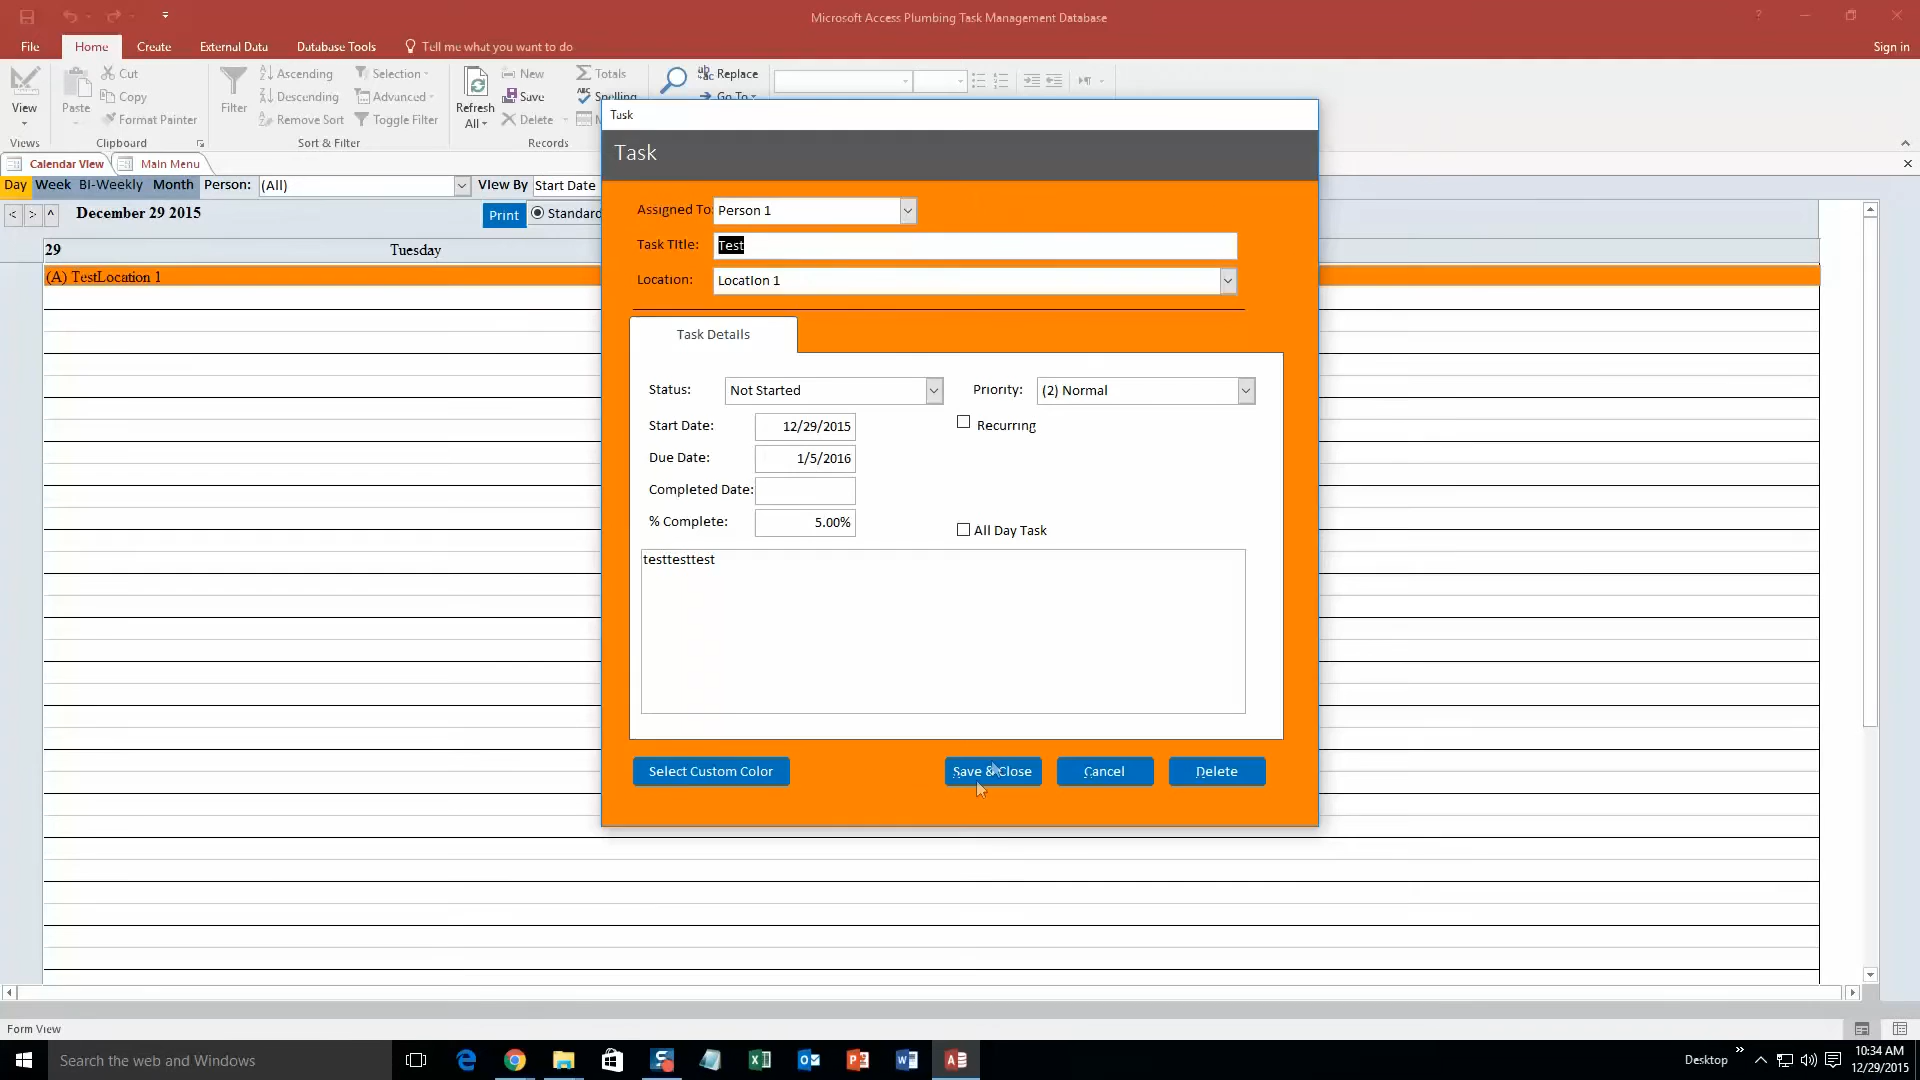 Microsoft Access Plumbing Task Management Database
File Home Create External Data Database Tools Tell me what you want to do Sign in
View
Views
Paste
Cut
Copy
Format Painter
Clipboard
Filter
Ascending
Descending
Remove Sort
Selection
Advanced
Toggle Filter
Sort & Filter
Refresh All
New
Save
Delete
Totals
Spelling
Records
Replace
Go To
Calendar View Main Menu
Day Week Bi-Weekly Month Person: (All) View By Start Date
< > ^ December 29 2015 Print Standard
29 Tuesday
(A) TestLocation 1
Task
Task
Assigned To: Person 1
Task Title: Test
Location: Location 1
Task Details
Status: Not Started Priority: (2) Normal
Start Date: 12/29/2015 Recurring
Due Date: 1/5/2016
Completed Date:
% Complete: 5.00% All Day Task
testtesttest
Select Custom Color Save & Close Cancel Delete
Form View
Search the web and Windows
Desktop
10:34 AM
12/29/2015